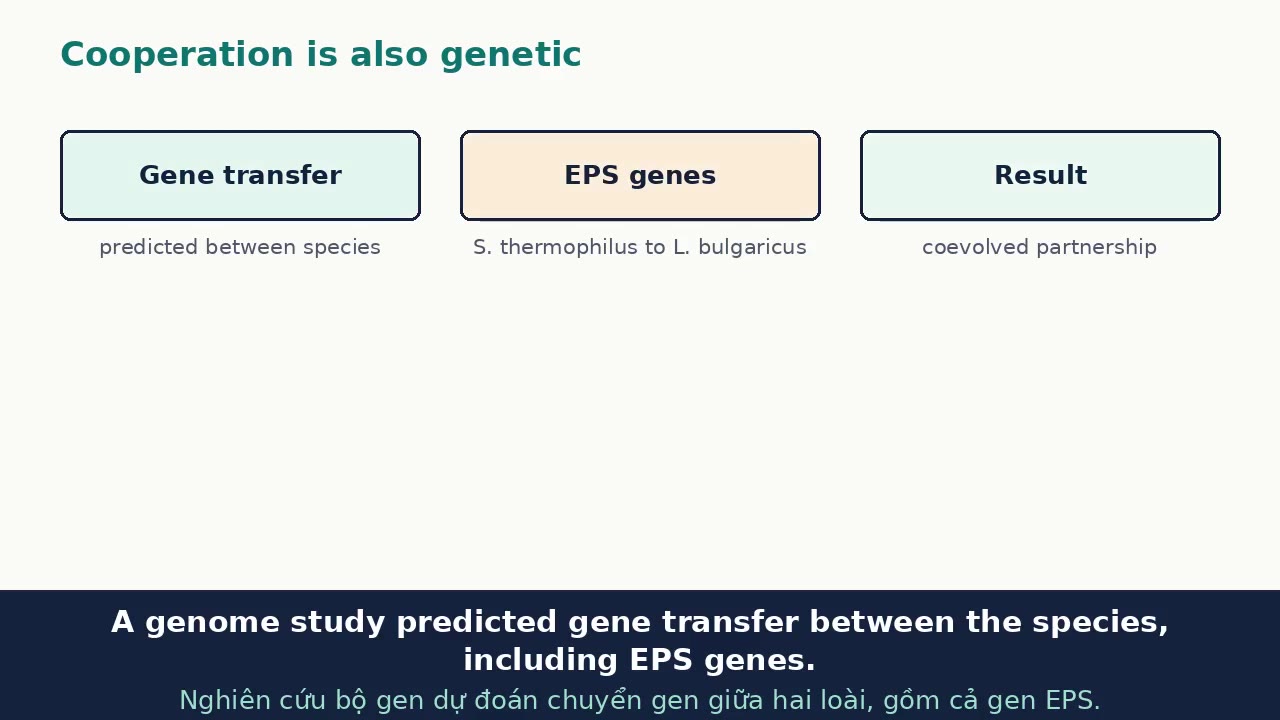 Cooperation is also genetic
Gene transfer
EPS genes
Result
predicted between species
S. thermophilus to L. bulgaricus
coevolved partnership
A genome study predicted gene transfer between the species,
including EPS genes.
Nghiên cứu bộ gen dự đoán chuyển gen giữa hai loài, gồm cả gen EPS.